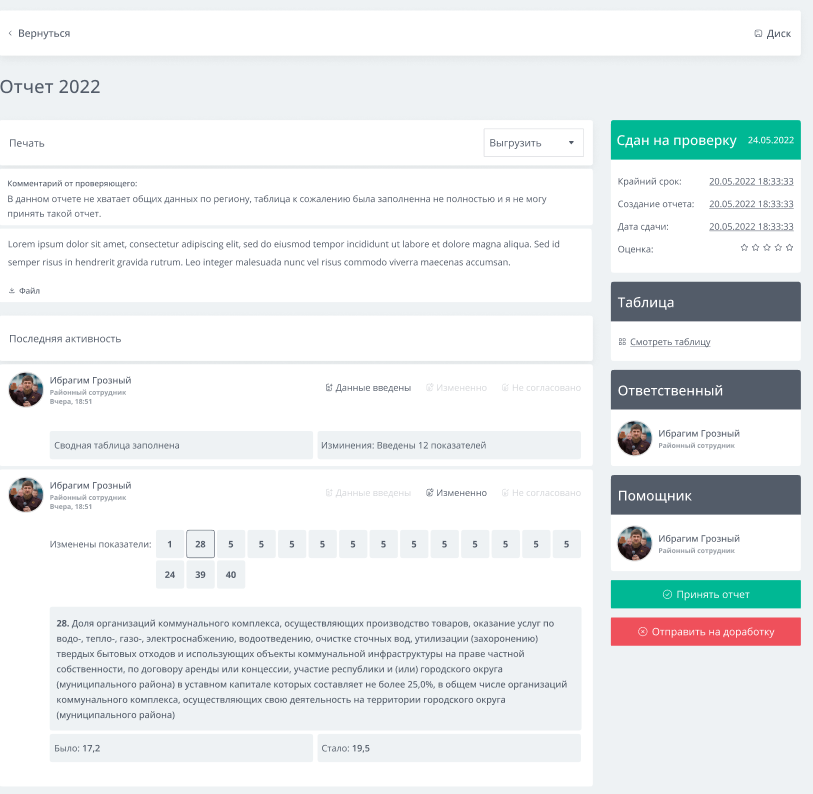 Вернуться
Диск
Отчет 2022
Печать
Выгрузить
Комментарий от проверяющего:
В данном отчете не хватает общих данных по региону, таблица к сожалению была заполненна не полностью и я не могу
принять такой отчет.
Lorem ipsum dolor sit amet, consectetur adipiscing elit, sed do eiusmod tempor incididunt ut labore et dolore magna aliqua. Sed id
semper risus in hendrerit gravida rutrum. Leo integer malesuada nunc vel risus commodo viverra maecenas accumsan.
Файл
Последняя активность
Ибрагим Грозный
Районный сотрудник
Вчера, 18:51
Данные введены
Измененно
Не согласовано
Сводная таблица заполнена
Изминения: Введены 12 показателей
Ибрагим Грозный
Районный сотрудник
Вчера, 18:51
Данные введены
Измененно
Не согласовано
Изменены показатели:
1 28 5 5 5 5 5 5 5 5 5 5 5 5
24 39 40
28. Доля организаций коммунального комплекса, осуществляющих производство товаров, оказание услуг по
водо-, тепло-, газо-, электроснабжению, водоотведению, очистке сточных вод, утилизации (захоронению)
твердых бытовых отходов и использующих объекты коммунальной инфраструктуры на праве частной
собственности, по договору аренды или концессии, участие республики и (или) городского округа
(муниципального района) в уставном капитале которых составляет не более 25,0%, в общем числе организаций
коммунального комплекса, осуществляющих свою деятельность на территории городского округа
(муниципального района)
Было: 17,2
Стало: 19,5
Сдан на проверку 24.05.2022
Крайний срок: 20.05.2022 18:33:33
Создание отчета: 20.05.2022 18:33:33
Дата сдачи: 20.05.2022 18:33:33
Оценка:
Таблица
Смотреть таблицу
Ответственный
Ибрагим Грозный
Районный сотрудник
Помощник
Ибрагим Грозный
Районный сотрудник
Принять отчет
Отправить на доработку